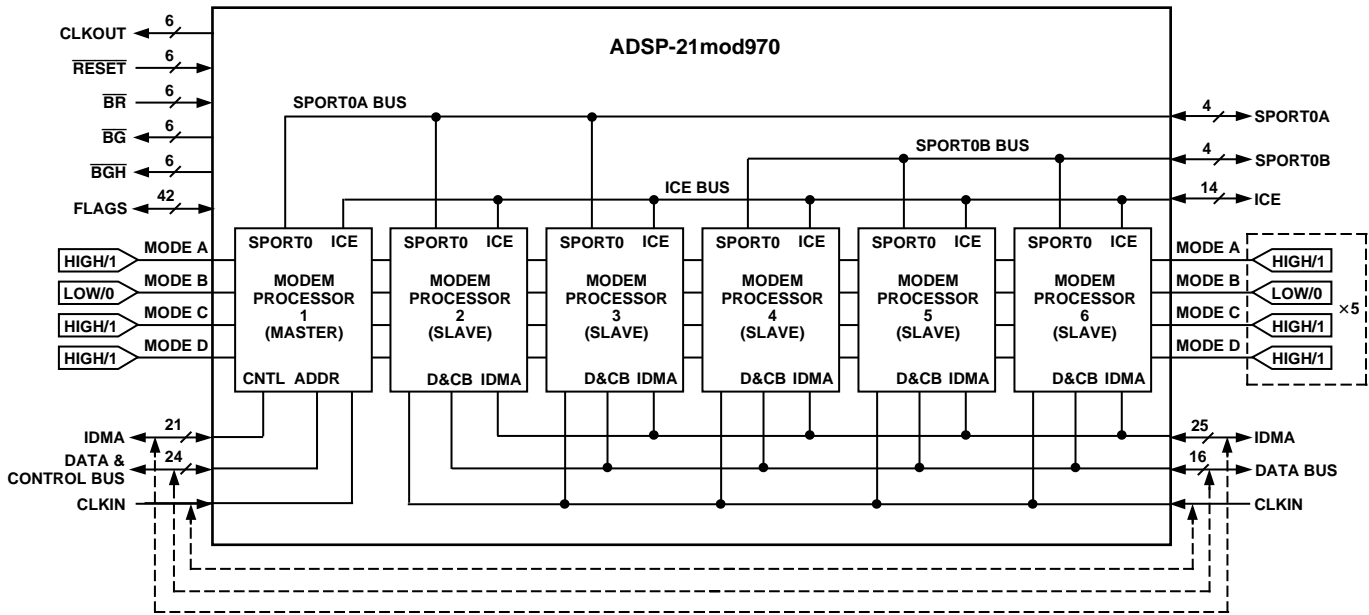 ADSP-21mod970
CLKOUT
6
RESET
6
BR
6
BG
6
BGH
6
FLAGS
42
SPORT0A BUS
4
SPORT0A
SPORT0B BUS
4
SPORT0B
ICE BUS
14
ICE
HIGH/1
MODE A
LOW/0
MODE B
HIGH/1
MODE C
HIGH/1
MODE D
SPORT0 ICE
MODEM
PROCESSOR
1
(MASTER)
CNTL ADDR
SPORT0 ICE
MODEM
PROCESSOR
2
(SLAVE)
D&CB IDMA
SPORT0 ICE
MODEM
PROCESSOR
3
(SLAVE)
D&CB IDMA
SPORT0 ICE
MODEM
PROCESSOR
4
(SLAVE)
D&CB IDMA
SPORT0 ICE
MODEM
PROCESSOR
5
(SLAVE)
D&CB IDMA
SPORT0 ICE
MODEM
PROCESSOR
6
(SLAVE)
D&CB IDMA
MODE A
HIGH/1
MODE B
LOW/0
MODE C
HIGH/1
MODE D
HIGH/1
×5
IDMA
21
DATA &
CONTROL BUS
24
CLKIN
25
IDMA
16
DATA BUS
CLKIN